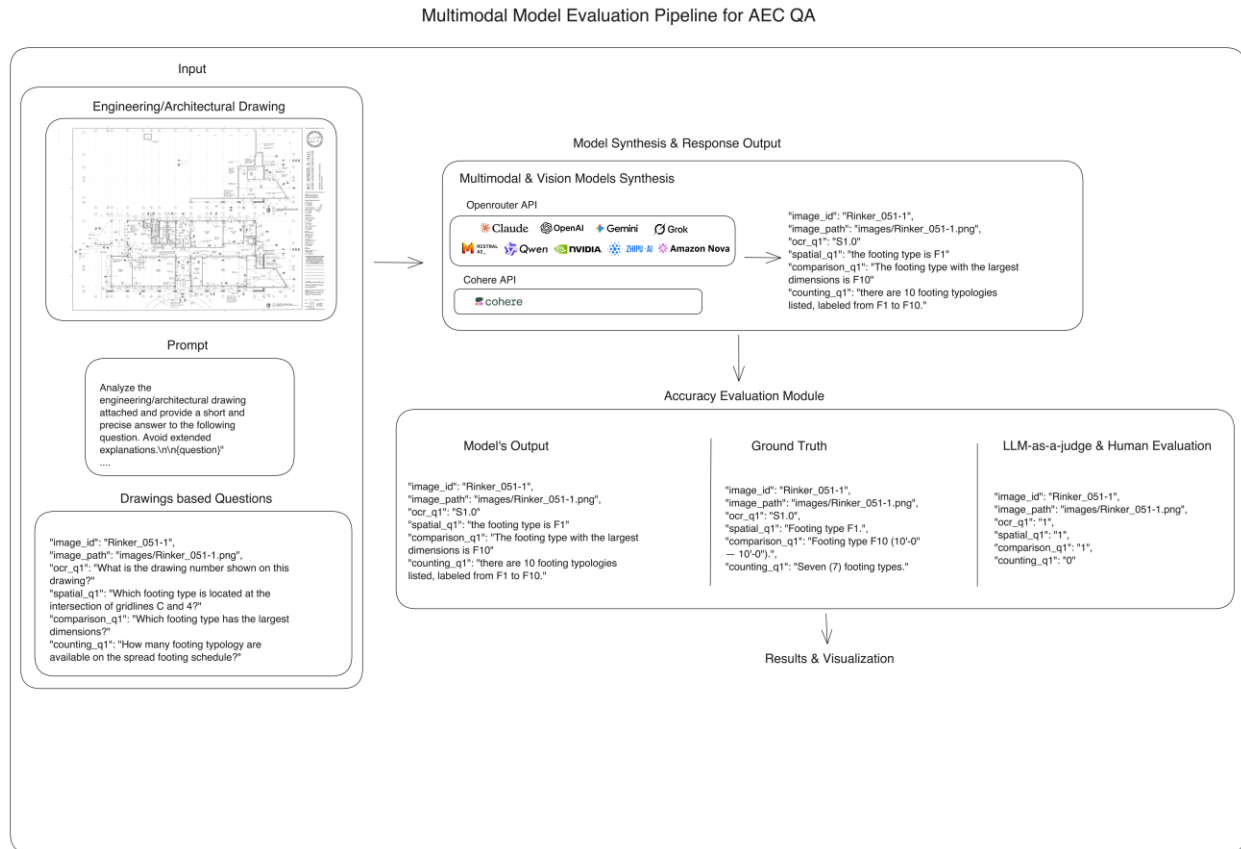 Multimodal Model Evaluation Pipeline for AEC QA
Input
Engineering/Architectural Drawing
Prompt
Analyze the
engineering/architectural drawing
attached and provide a short and
precise answer to the following
question. Avoid extended
explanations.\n\n{question}"
....
Drawings based Questions
"image_id": "Rinker_051-1",
"image_path": "images/Rinker_051-1.png",
"ocr_q1": "What is the drawing number shown on this
drawing?"
"spatial_q1": "Which footing type is located at the
intersection of gridlines C and 4?"
"comparison_q1": "Which footing type has the largest
dimensions?"
"counting_q1": "How many footing typology are
available on the spread footing schedule?"
Model Synthesis & Response Output
Multimodal & Vision Models Synthesis
Openrouter API
Claude OpenAI Gemini Grok
MISTRAL AI_ Qwen NVIDIA ZHIPU·AI Amazon Nova
Cohere API
cohere
"image_id": "Rinker_051-1",
"image_path": "images/Rinker_051-1.png",
"ocr_q1": "S1.0"
"spatial_q1": "the footing type is F1"
"comparison_q1": "The footing type with the largest
dimensions is F10"
"counting_q1": "there are 10 footing typologies
listed, labeled from F1 to F10."
Accuracy Evaluation Module
Model's Output
"image_id": "Rinker_051-1",
"image_path": "images/Rinker_051-1.png",
"ocr_q1": "S1.0"
"spatial_q1": "the footing type is F1"
"comparison_q1": "The footing type with the largest
dimensions is F10"
"counting_q1": "there are 10 footing typologies
listed, labeled from F1 to F10."
Ground Truth
"image_id": "Rinker_051-1",
"image_path": "images/Rinker_051-1.png",
"ocr_q1": "S1.0",
"spatial_q1": "Footing type F1.",
"comparison_q1": "Footing type F10 (10'-0"
— 10'-0").",
"counting_q1": "Seven (7) footing types."
LLM-as-a-judge & Human Evaluation
"image_id": "Rinker_051-1",
"image_path": "images/Rinker_051-1.png",
"ocr_q1": "1",
"spatial_q1": "1",
"comparison_q1": "1",
"counting_q1": "0"
Results & Visualization